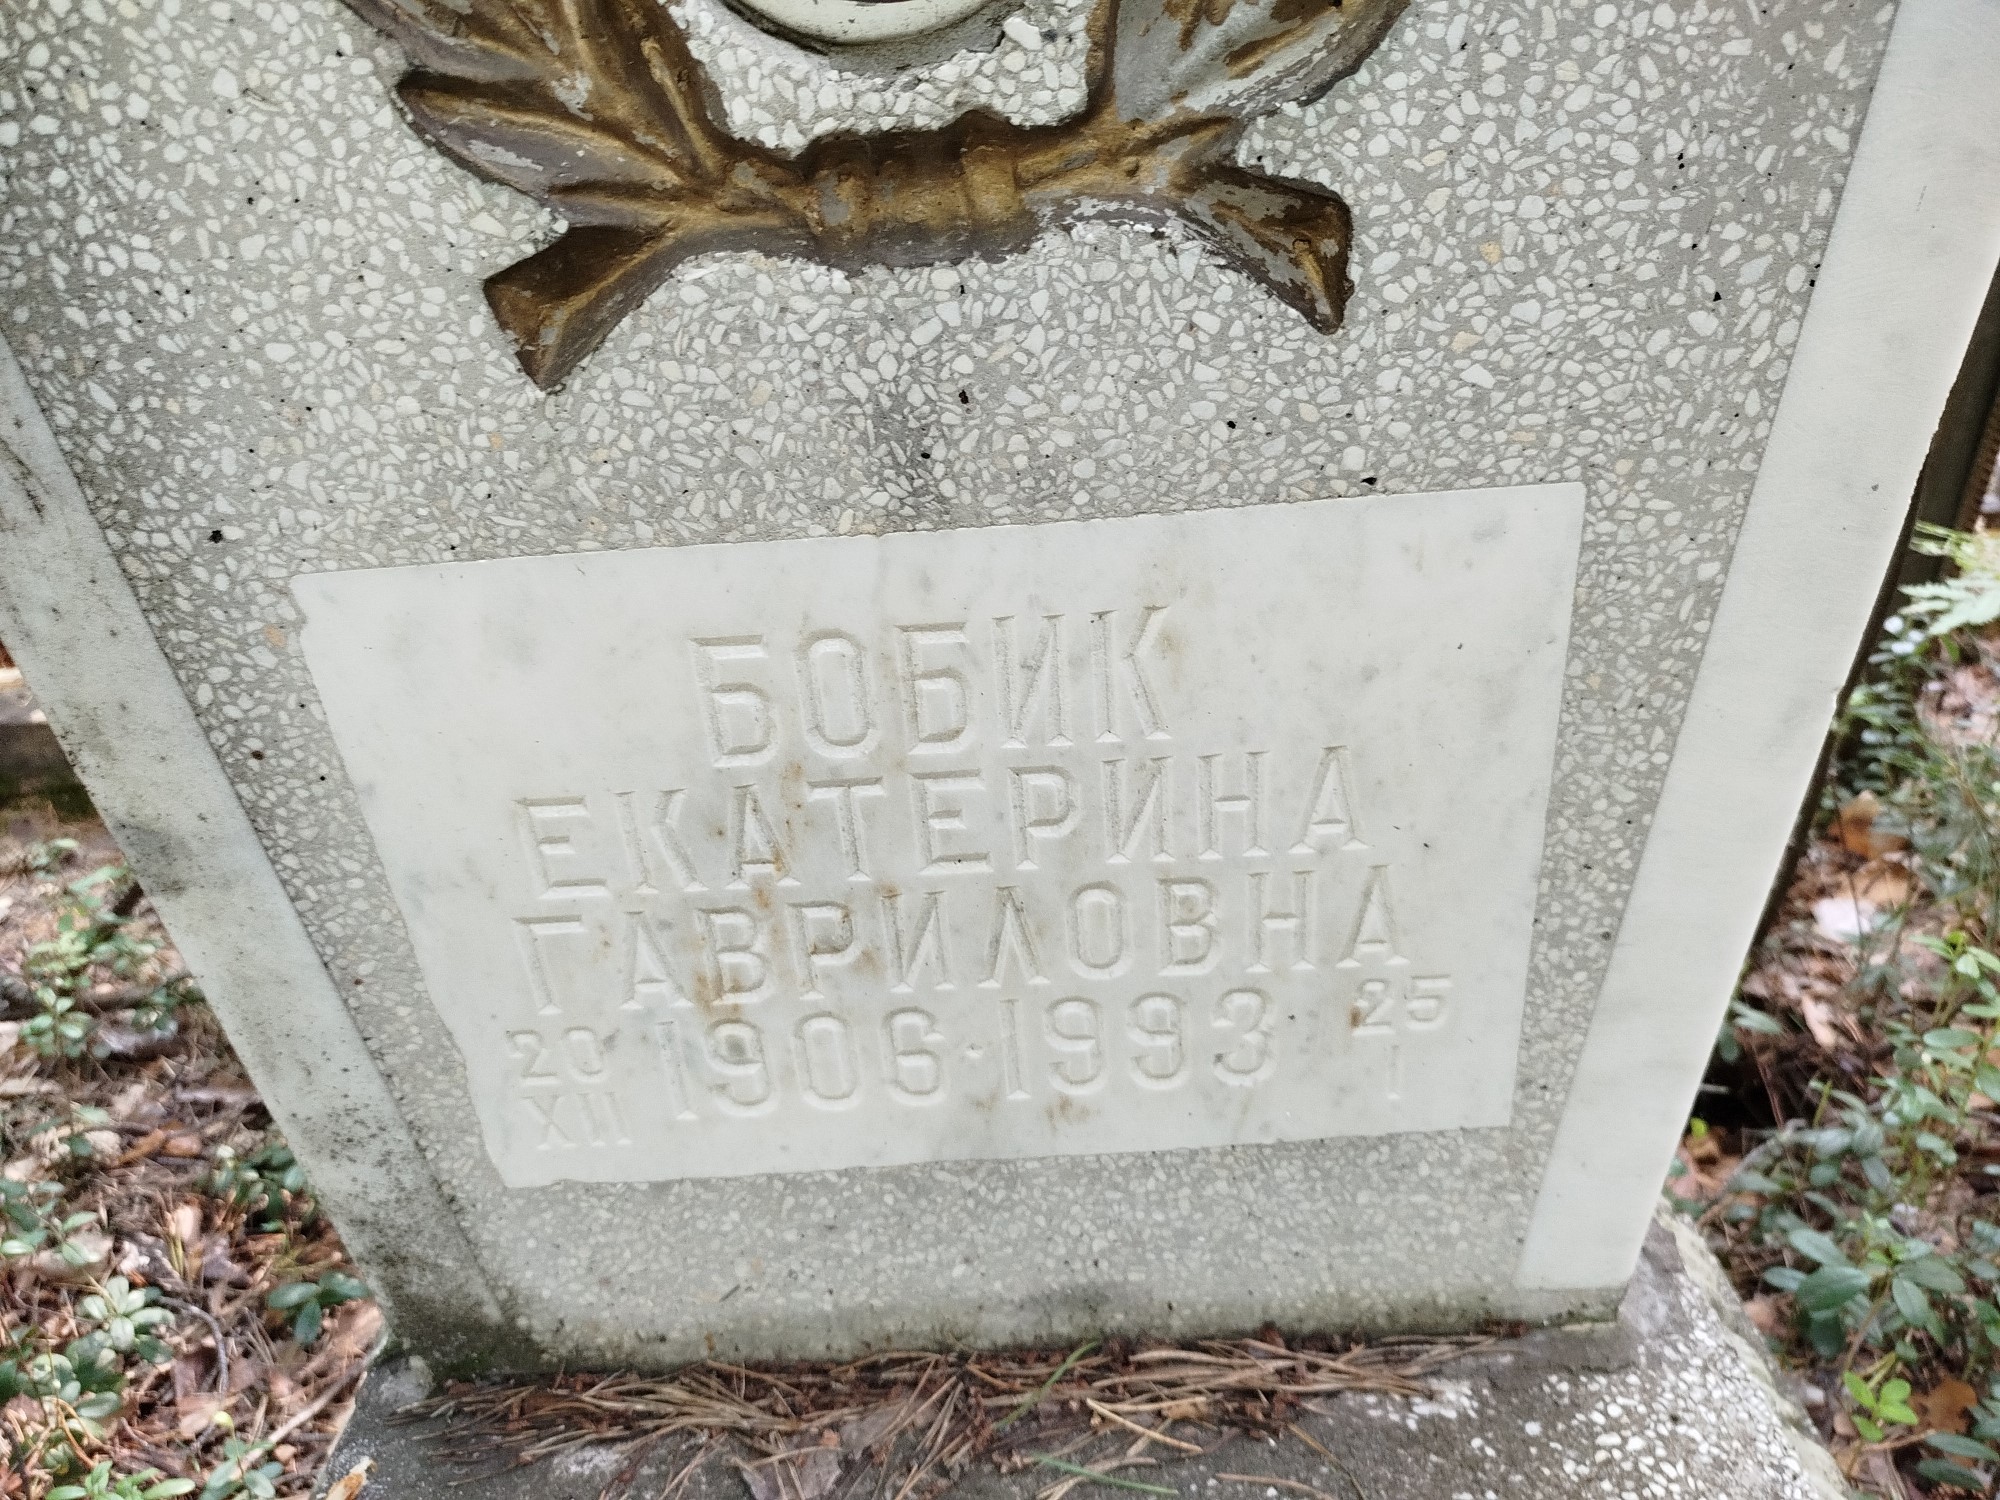 БОБИК
ЕКАТЕРИНА
ГАВРИЛОВНА
20 1906·1993 25
XII I